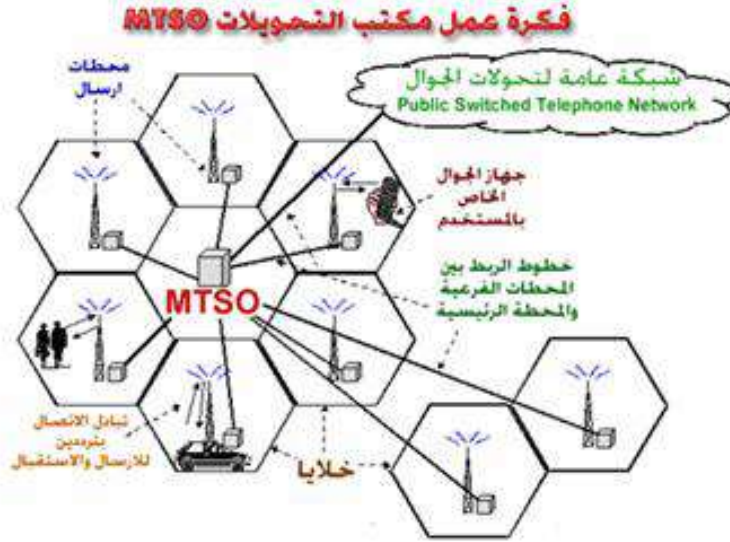 فكرة عمل مكتب التحويلات MTSO
محطات
ارسال
شبكة عامة لتحولات الجوال
Public Switched Telephone Network
جهاز الجوال
الخاص
بالمستخدم
خطوط الربط بين
المحطات الفرعية
والمحطة الرئيسية
MTSO
تبادل الاتصال
بترددين
للارسال والاستقبال
خلايا